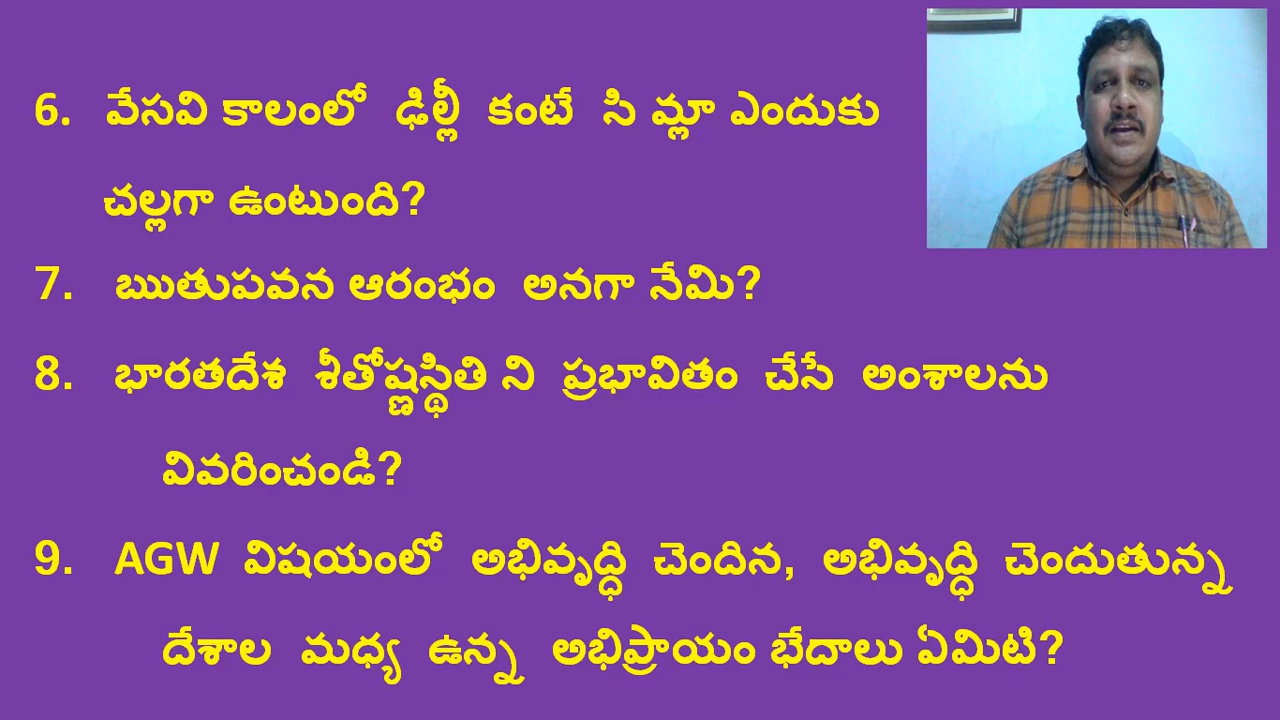 6. వేసవి కాలంలో ఢిల్లీ కంటే సి మ్లా ఎందుకు
చల్లగా ఉంటుంది?
7. ఋతుపవన ఆరంభం అనగా నేమి?
8. భారతదేశ శీతోష్ణస్థితి ని ప్రభావితం చేసే అంశాలను
వివరించండి?
9. AGW విషయంలో అభివృద్ధి చెందిన, అభివృద్ధి చెందుతున్న
దేశాల మధ్య ఉన్న అభిప్రాయం భేదాలు ఏమిటి?